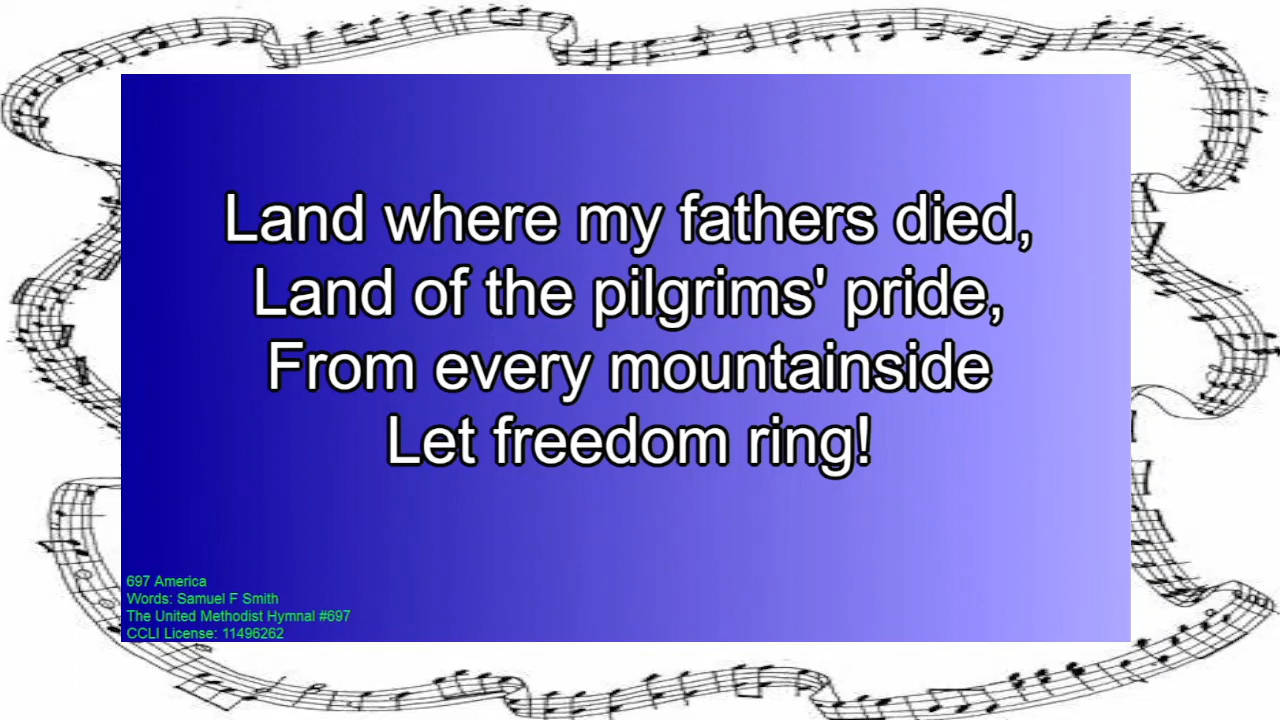 Land where my fathers died,
Land of the pilgrims' pride,
From every mountainside
Let freedom ring!
697 America
Words: Samuel F Smith
The United Methodist Hymnal #697
CCLI License: 11496262